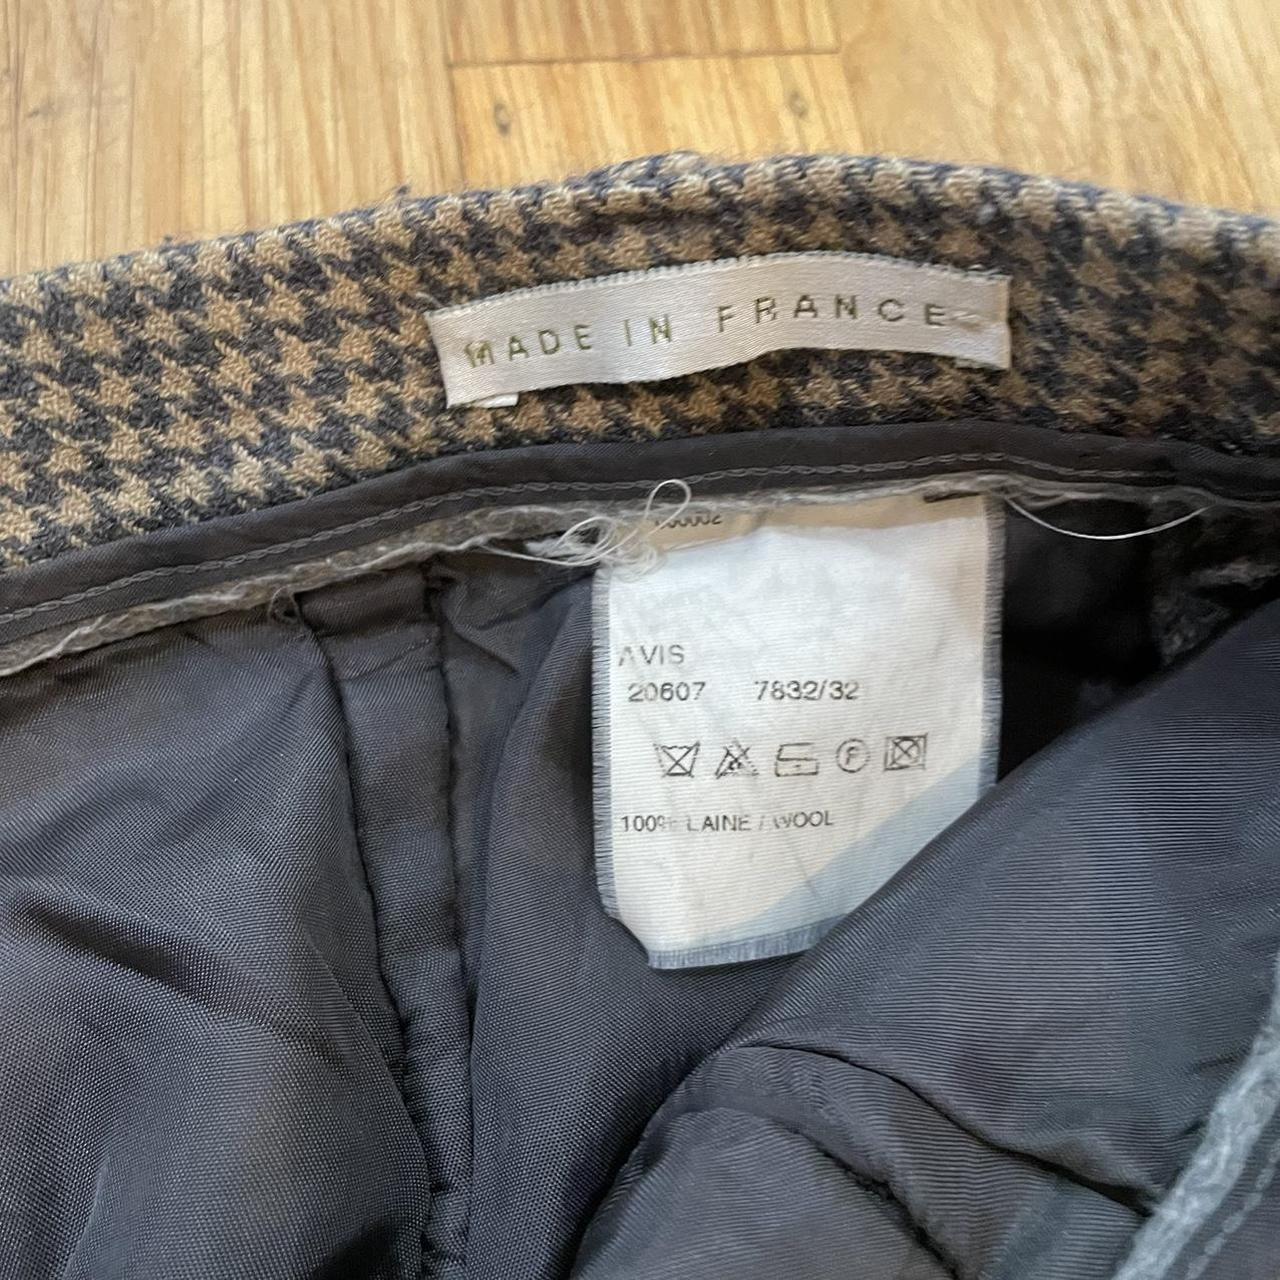 MADE IN FRANCE
AVIS
20607 7832/32
F
100% LAINE / WOOL